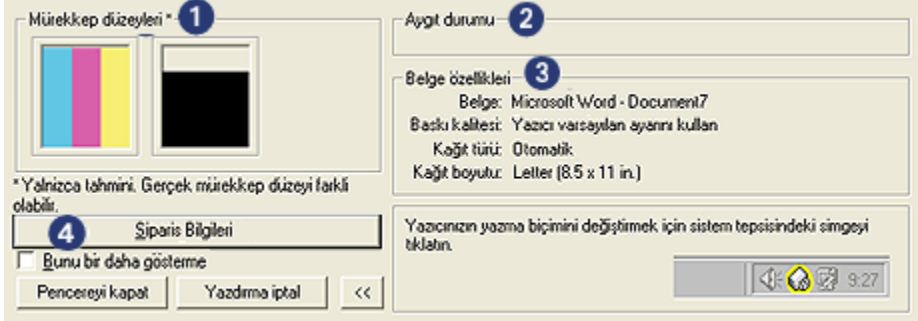 Mürekkep düzeyleri * 1
* Yalnızca tahmini. Gerçek mürekkep düzeyi farklı
olabilir.
4 Sipariş Bilgileri
Bunu bir daha gösterme
Pencereyi kapat Yazdırma iptal <<
Aygıt durumu 2
Belge özellikleri 3
Belge: Microsoft Word - Document7
Baskı kalitesi: Yazıcı varsayılan ayarını kullan
Kağıt türü: Otomatik
Kağıt boyutu: Letter (8.5 x 11 in.)
Yazıcınızın yazma biçimini değiştirmek için sistem tepsisindeki simgeyi
tıklatın.
9:27